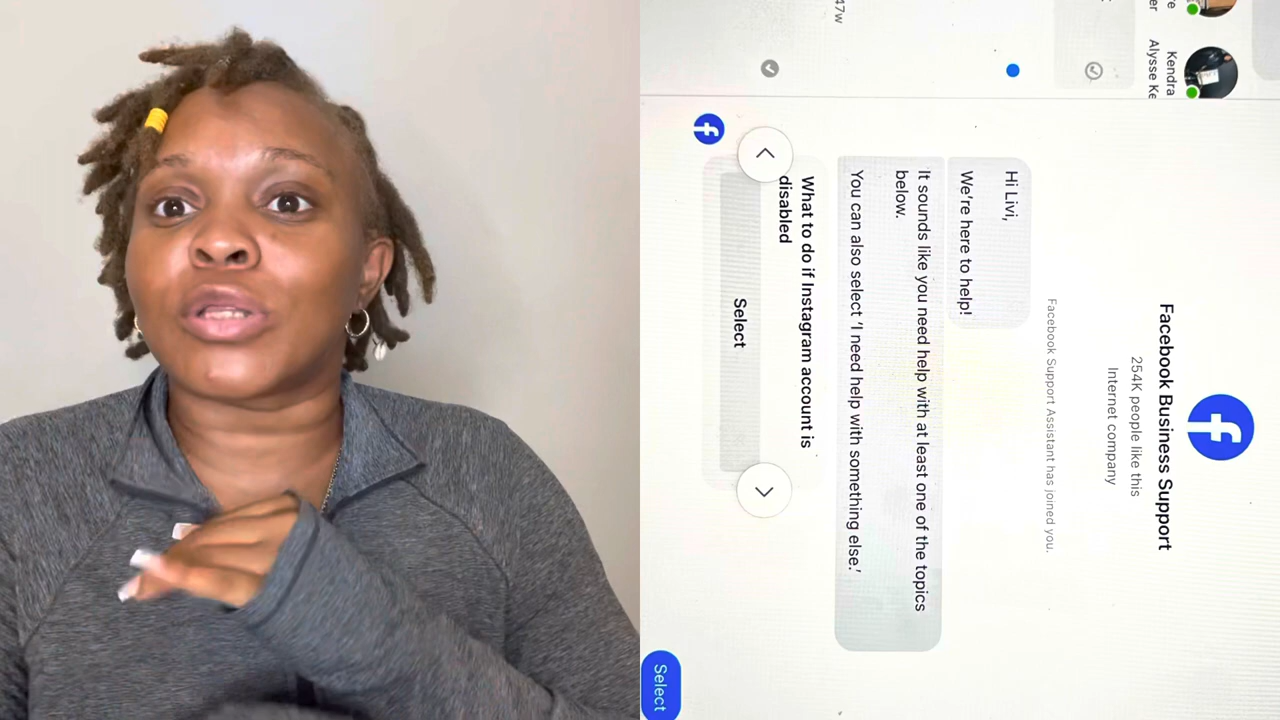 Facebook Business Support
254K people like this
Internet company
Facebook Support Assistant has joined you.
Hi Livi,
We're here to help!
It sounds like you need help with at least one of the topics
below.
You can also select 'I need help with something else.'
What to do if Instagram account is
disabled
Select
Select
Kendra
Alysse Ke
47w